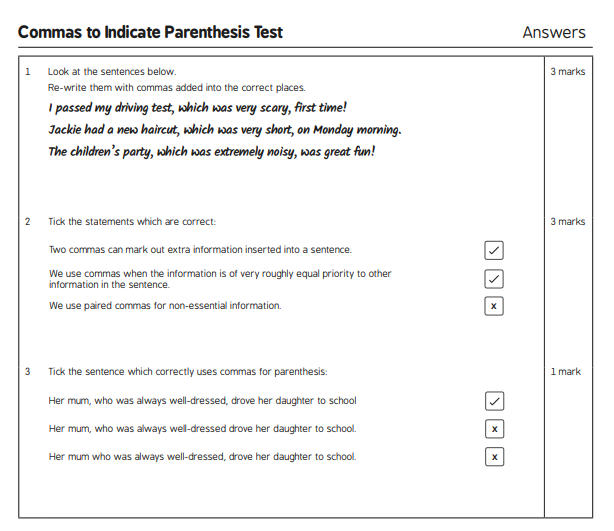 Commas to Indicate Parenthesis Test
Answers
1 Look at the sentences below.
3 marks
Re-write them with commas added into the correct places.
I passed my driving test, which was very scary, first time!
Jackie had a new haircut, which was very short, on Monday morning.
The children's party, which was extremely noisy, was great fun!
2 Tick the statements which are correct:
3 marks
Two commas can mark out extra information inserted into a sentence. ✓
We use commas when the information is of very roughly equal priority to other
information in the sentence. ✓
We use paired commas for non-essential information. x
3 Tick the sentence which correctly uses commas for parenthesis:
1 mark
Her mum, who was always well-dressed, drove her daughter to school ✓
Her mum, who was always well-dressed drove her daughter to school. x
Her mum who was always well-dressed, drove her daughter to school. x